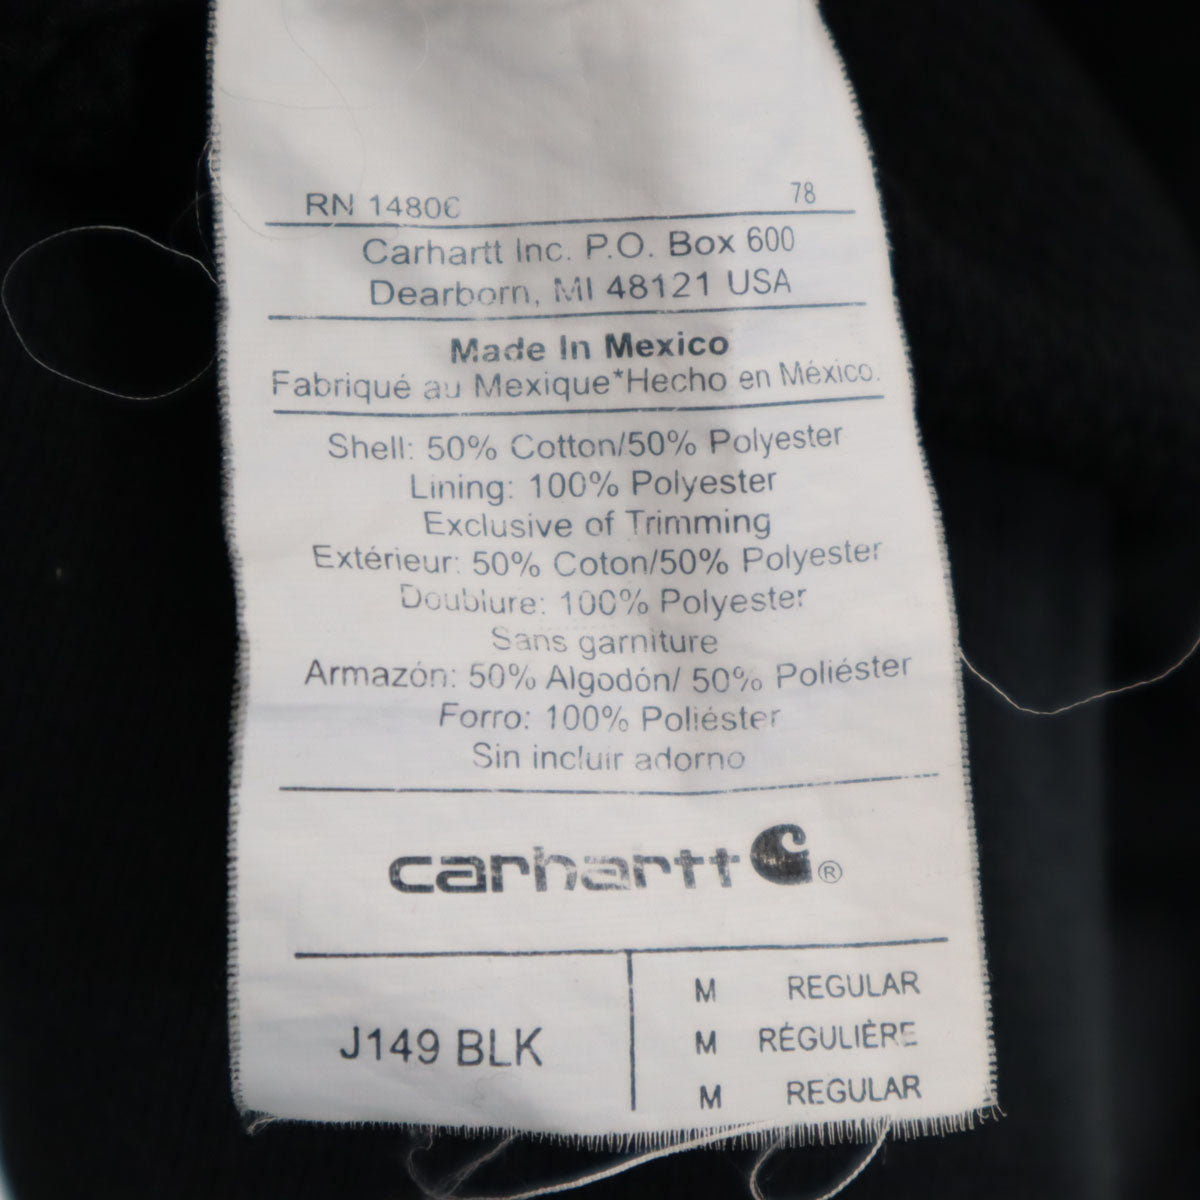 RN 14806 78
Carhartt Inc. P.O. Box 600
Dearborn, MI 48121 USA
Made In Mexico
Fabriqué au Mexique*Hecho en México.
Shell: 50% Cotton/50% Polyester
Lining: 100% Polyester
Exclusive of Trimming
Extérieur: 50% Coton/50% Polyester
Doublure: 100% Polyester
Sans garniture
Armazón: 50% Algodón/ 50% Poliéster
Forro: 100% Poliéster
Sin incluir adorno
carhartt ®
J149 BLK
M REGULAR
M RÉGULIÈRE
M REGULAR